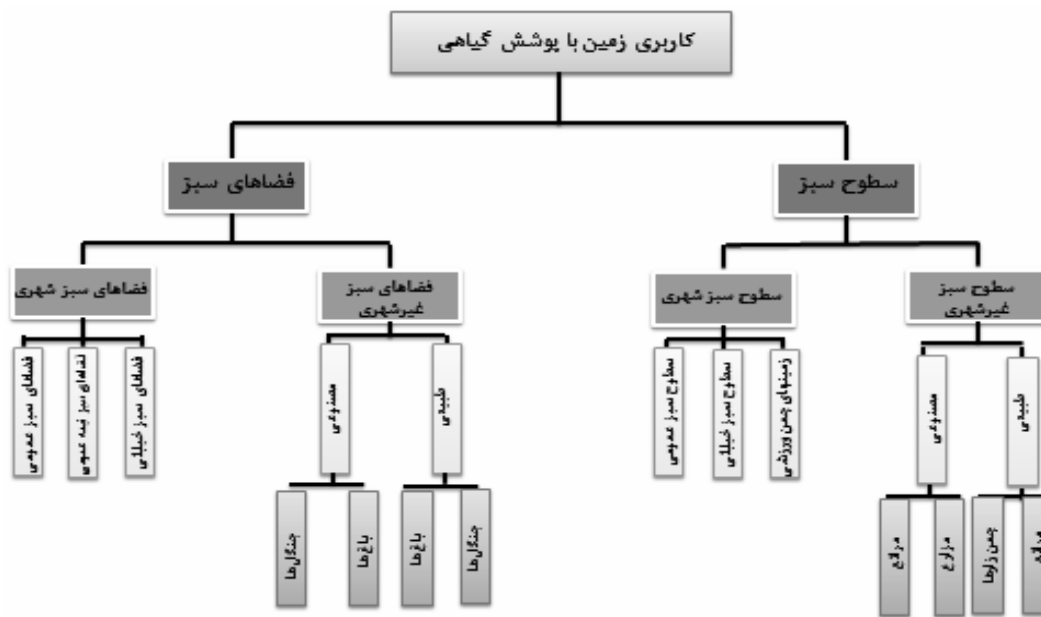 کاربری زمین با پوشش گیاهی
سطوح سبز
فضاهای سبز
سطوح سبز
غیرشهری
سطوح سبز شهری
فضاهای سبز
غیرشهری
فضاهای سبز شهری
طبیعی
مصنوعی
زمینهای چمن ورزشی
سطوح سبز خیابانی
سطوح سبز عمومی
طبیعی
مصنوعی
فضاهای سبز خیابانی
فضاهای سبز نیمه عمومی
فضاهای سبز عمومی
مراتع
چمن زارها
مزارع
مراتع
جنگل‌ها
باغ‌ها
باغ‌ها
جنگل‌ها